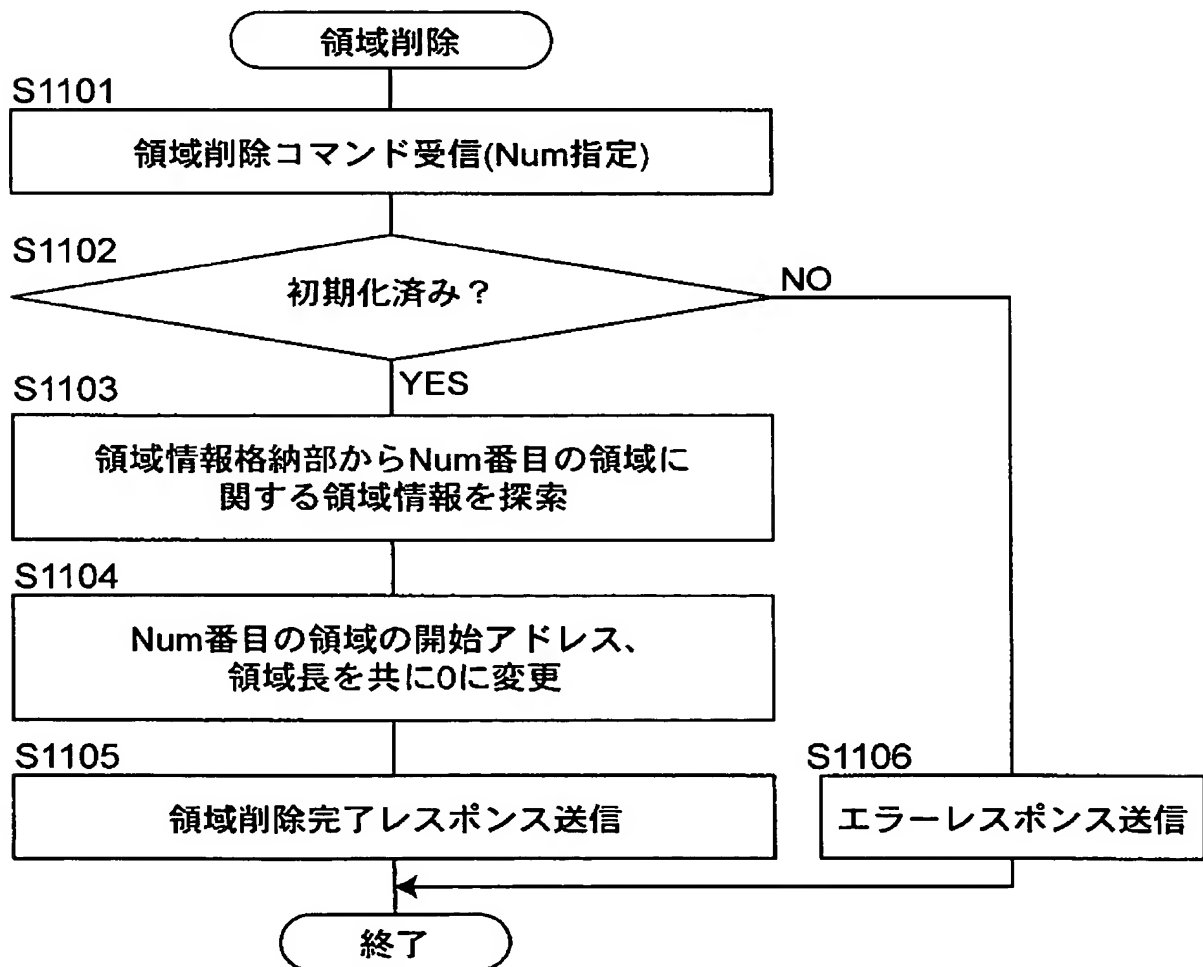 領域削除
S1101
領域削除コマンド受信(Num指定)
S1102
初期化済み？
NO
YES
S1103
領域情報格納部からNum番目の領域に
関する領域情報を探索
S1104
Num番目の領域の開始アドレス、
領域長を共に0に変更
S1105
領域削除完了レスポンス送信
S1106
エラーレスポンス送信
終了